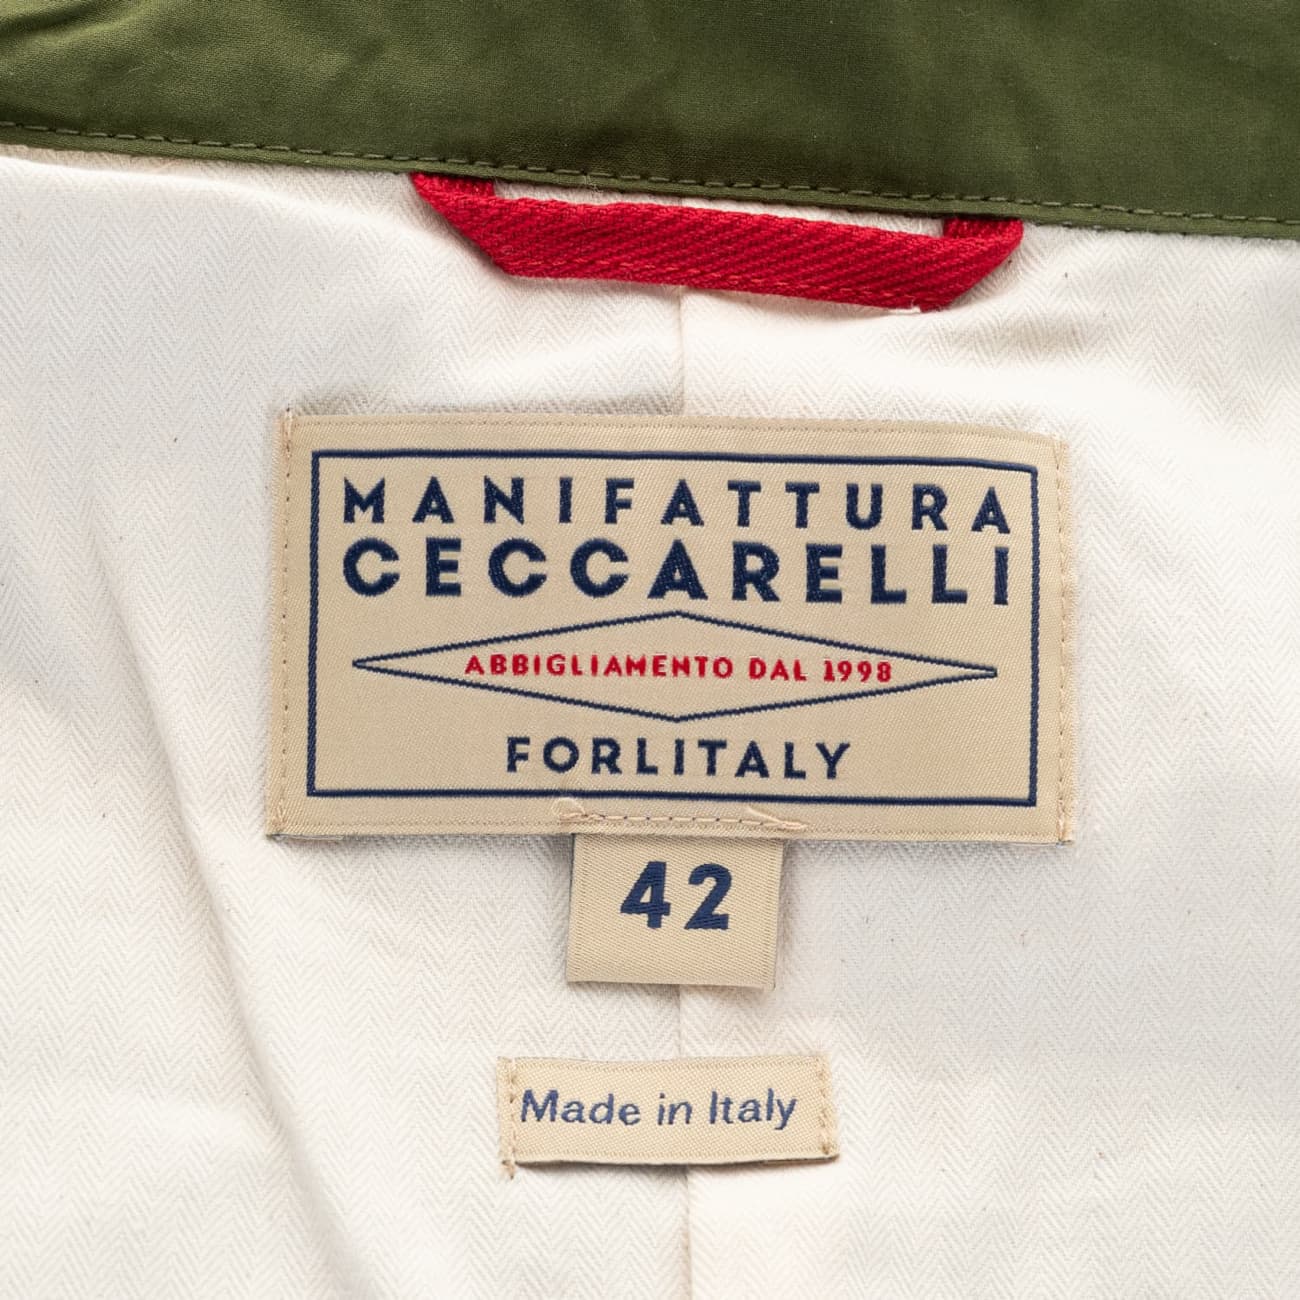 MANIFATTURA
CECCARELLI
ABBIGLIAMENTO DAL 1998
FORLITALY
42
Made in Italy